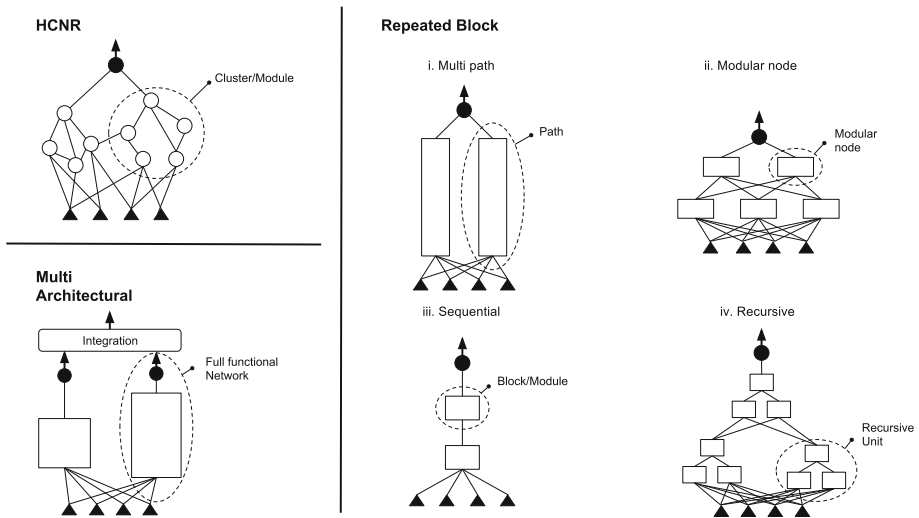 HCNR
Cluster/Module
Multi
Architectural
Integration
Full functional
Network
Repeated Block
i. Multi path
Path
ii. Modular node
Modular
node
iii. Sequential
Block/Module
iv. Recursive
Recursive
Unit